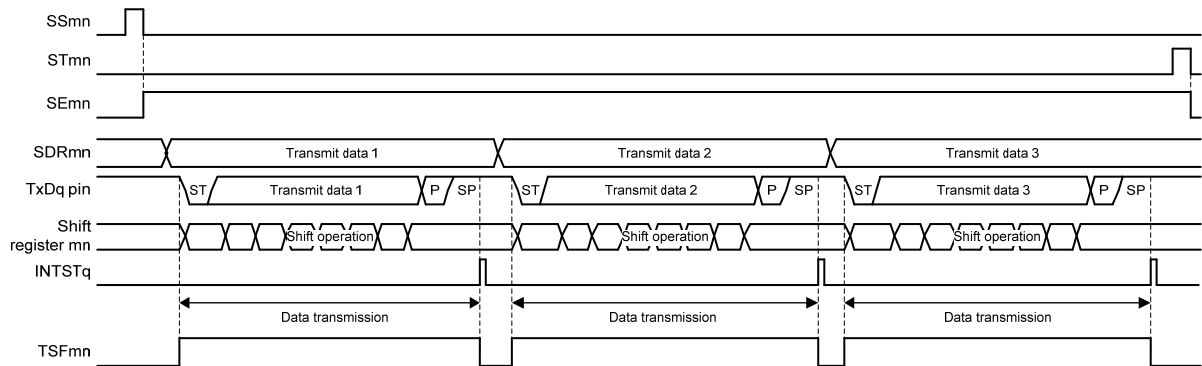 SSmn
STmn
SEmn
SDRmn Transmit data 1 Transmit data 2 Transmit data 3
TxDq pin ST Transmit data 1 P SP ST Transmit data 2 P SP ST Transmit data 3 P SP
Shift
register mn Shift operation Shift operation Shift operation
INTSTq
Data transmission Data transmission Data transmission
TSFmn